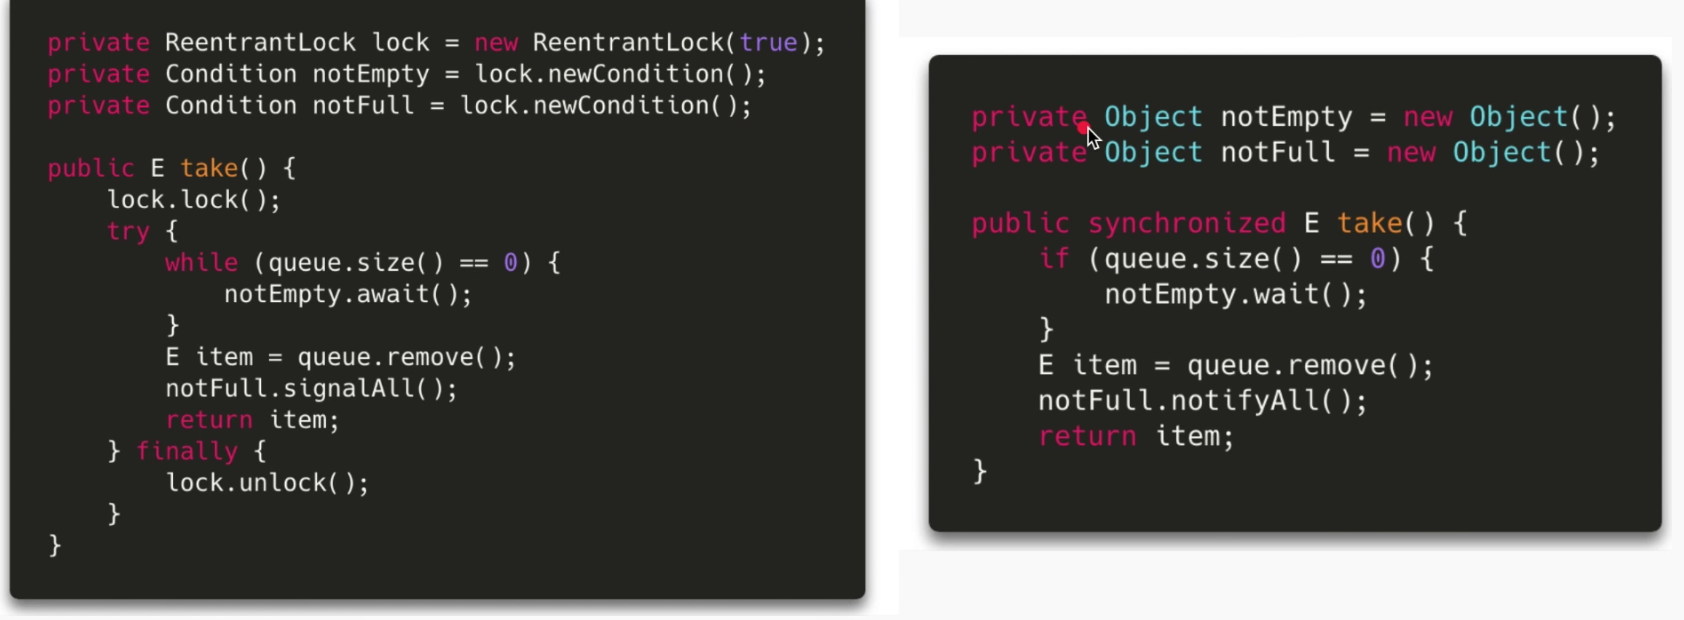 private ReentrantLock lock = new ReentrantLock(true);
private Condition notEmpty = lock.newCondition();
private Condition notFull = lock.newCondition();

public E take() {
    lock.lock();
    try {
        while (queue.size() == 0) {
            notEmpty.await();
        }
        E item = queue.remove();
        notFull.signalAll();
        return item;
    } finally {
        lock.unlock();
    }
}

private Object notEmpty = new Object();
private Object notFull = new Object();

public synchronized E take() {
    if (queue.size() == 0) {
        notEmpty.wait();
    }
    E item = queue.remove();
    notFull.notifyAll();
    return item;
}